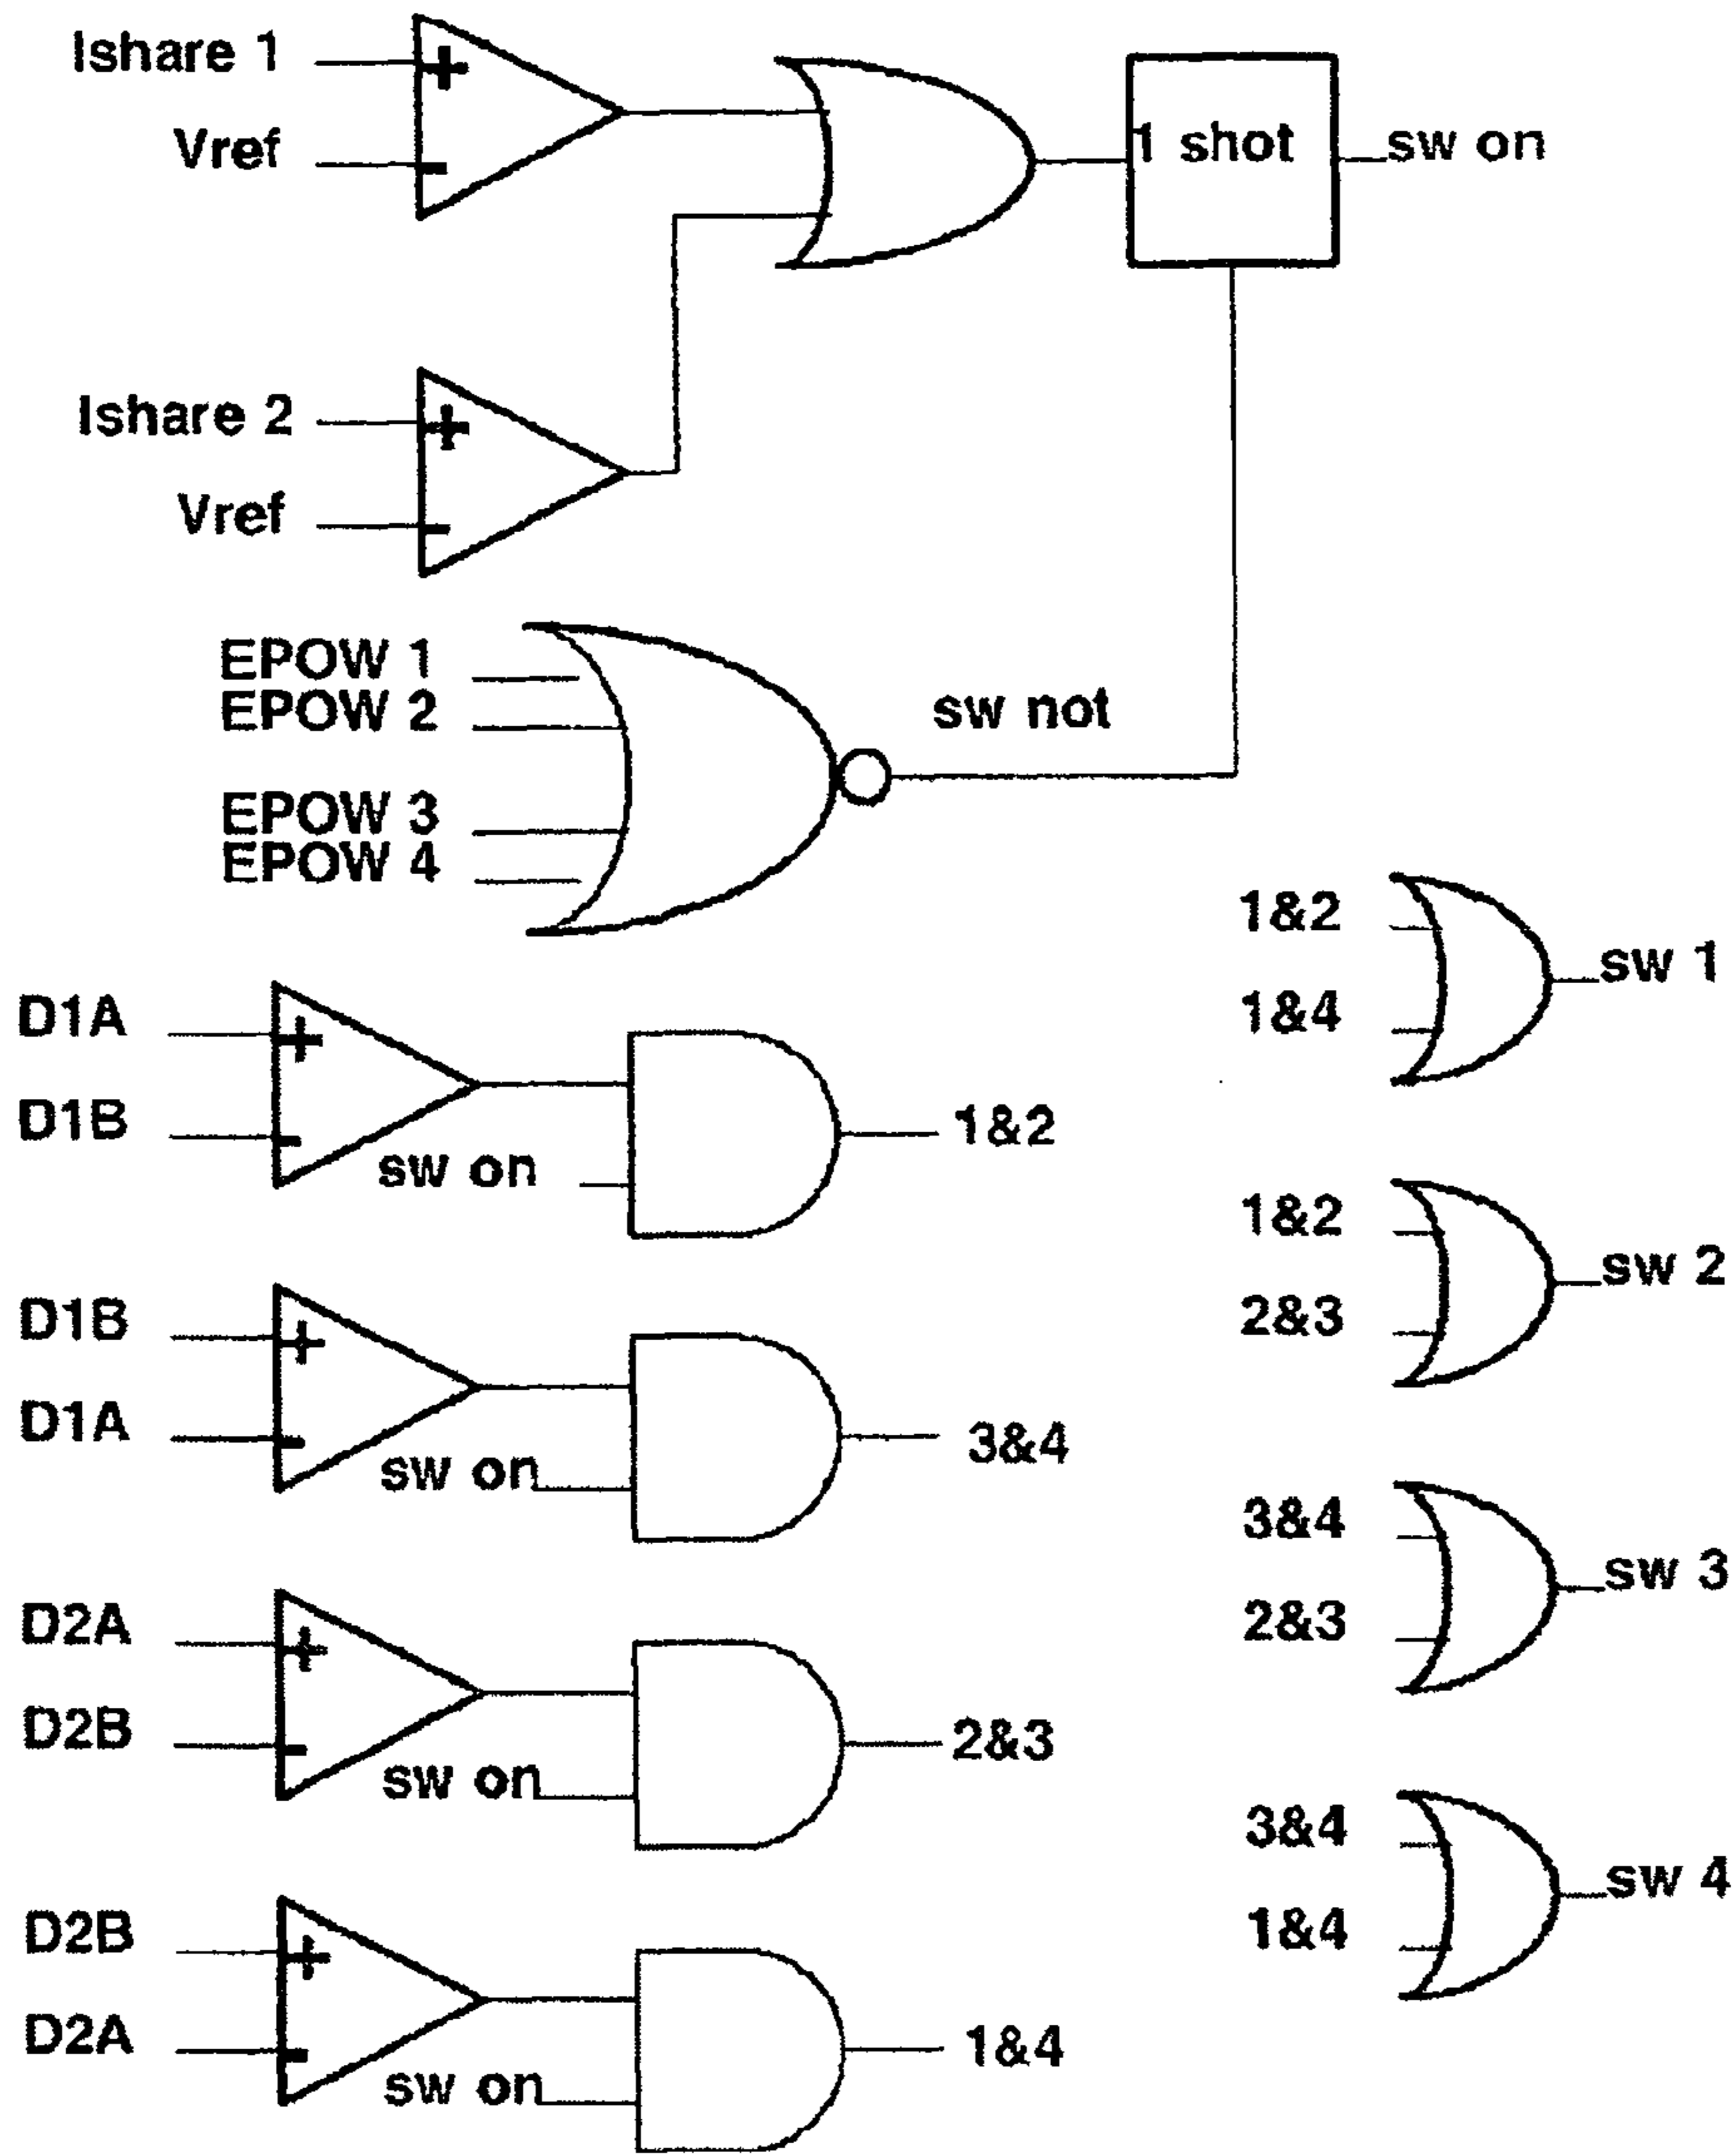 Ishare 1
Vref
1 shot
sw on
Ishare 2
Vref
EPOW 1
EPOW 2
EPOW 3
EPOW 4
sw not
1&2
1&4
sw 1
D1A
D1B
sw on
1&2
1&2
2&3
sw 2
D1B
D1A
sw on
3&4
3&4
2&3
sw 3
D2A
D2B
sw on
2&3
3&4
1&4
sw 4
D2B
D2A
sw on
1&4